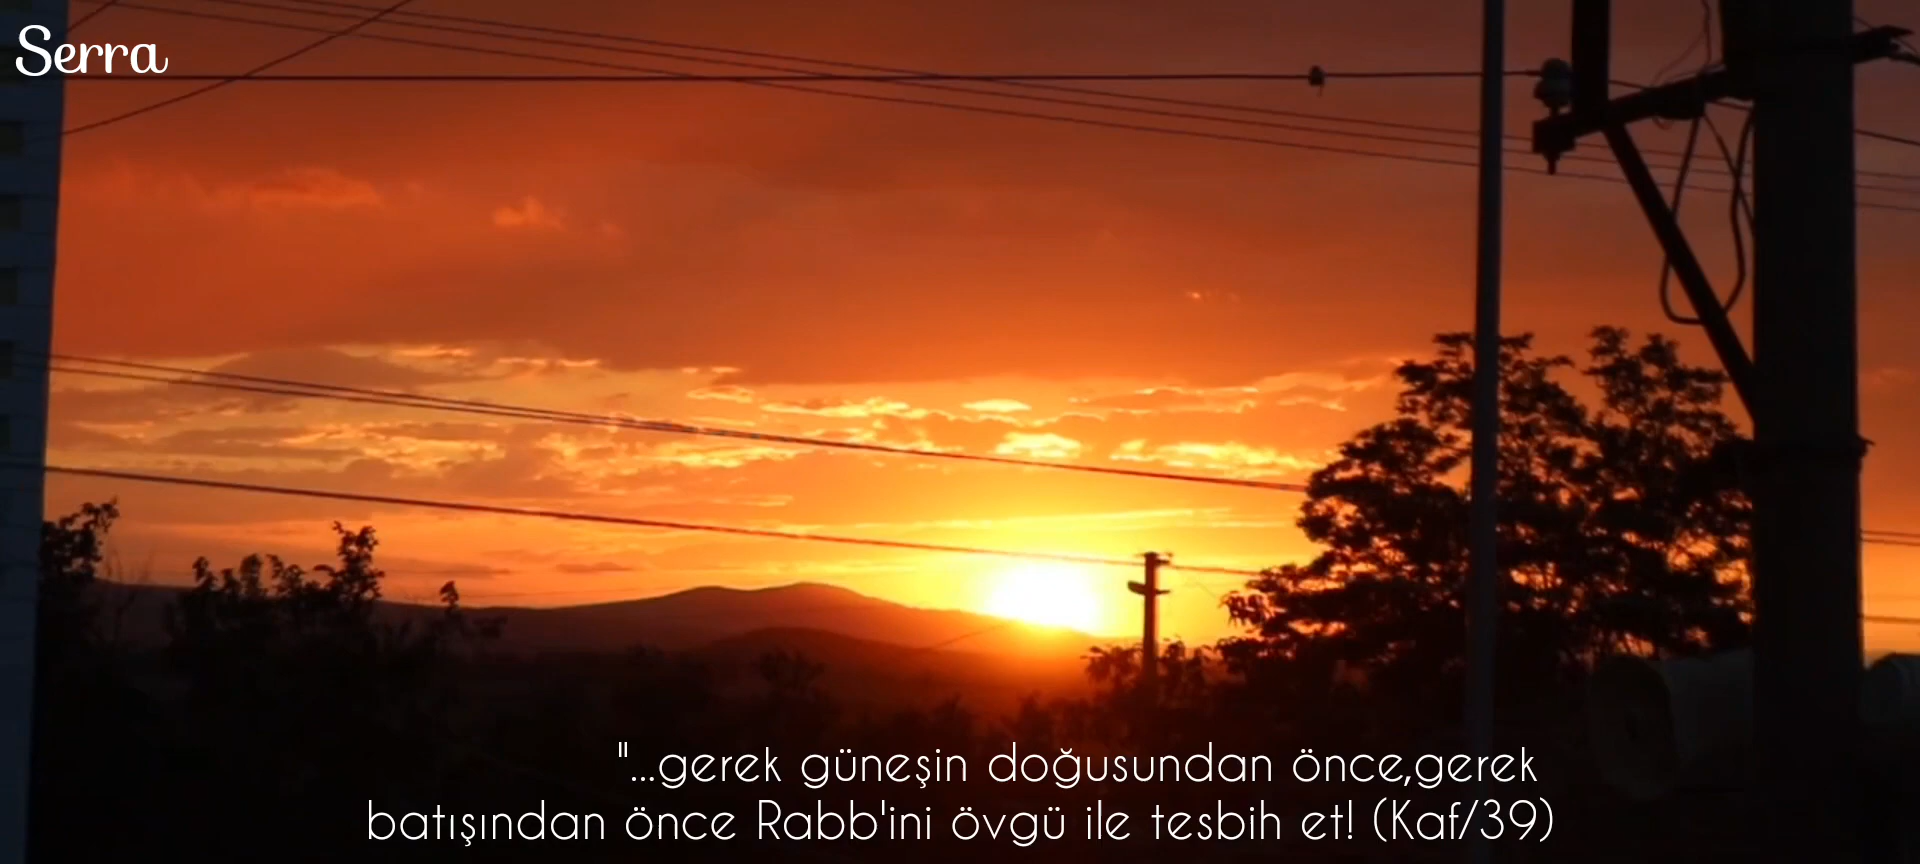 Serra
"...gerek güneşin doğusundan önce,gerek
batışından önce Rabb'ini övgü ile tesbih et! (Kaf/39)